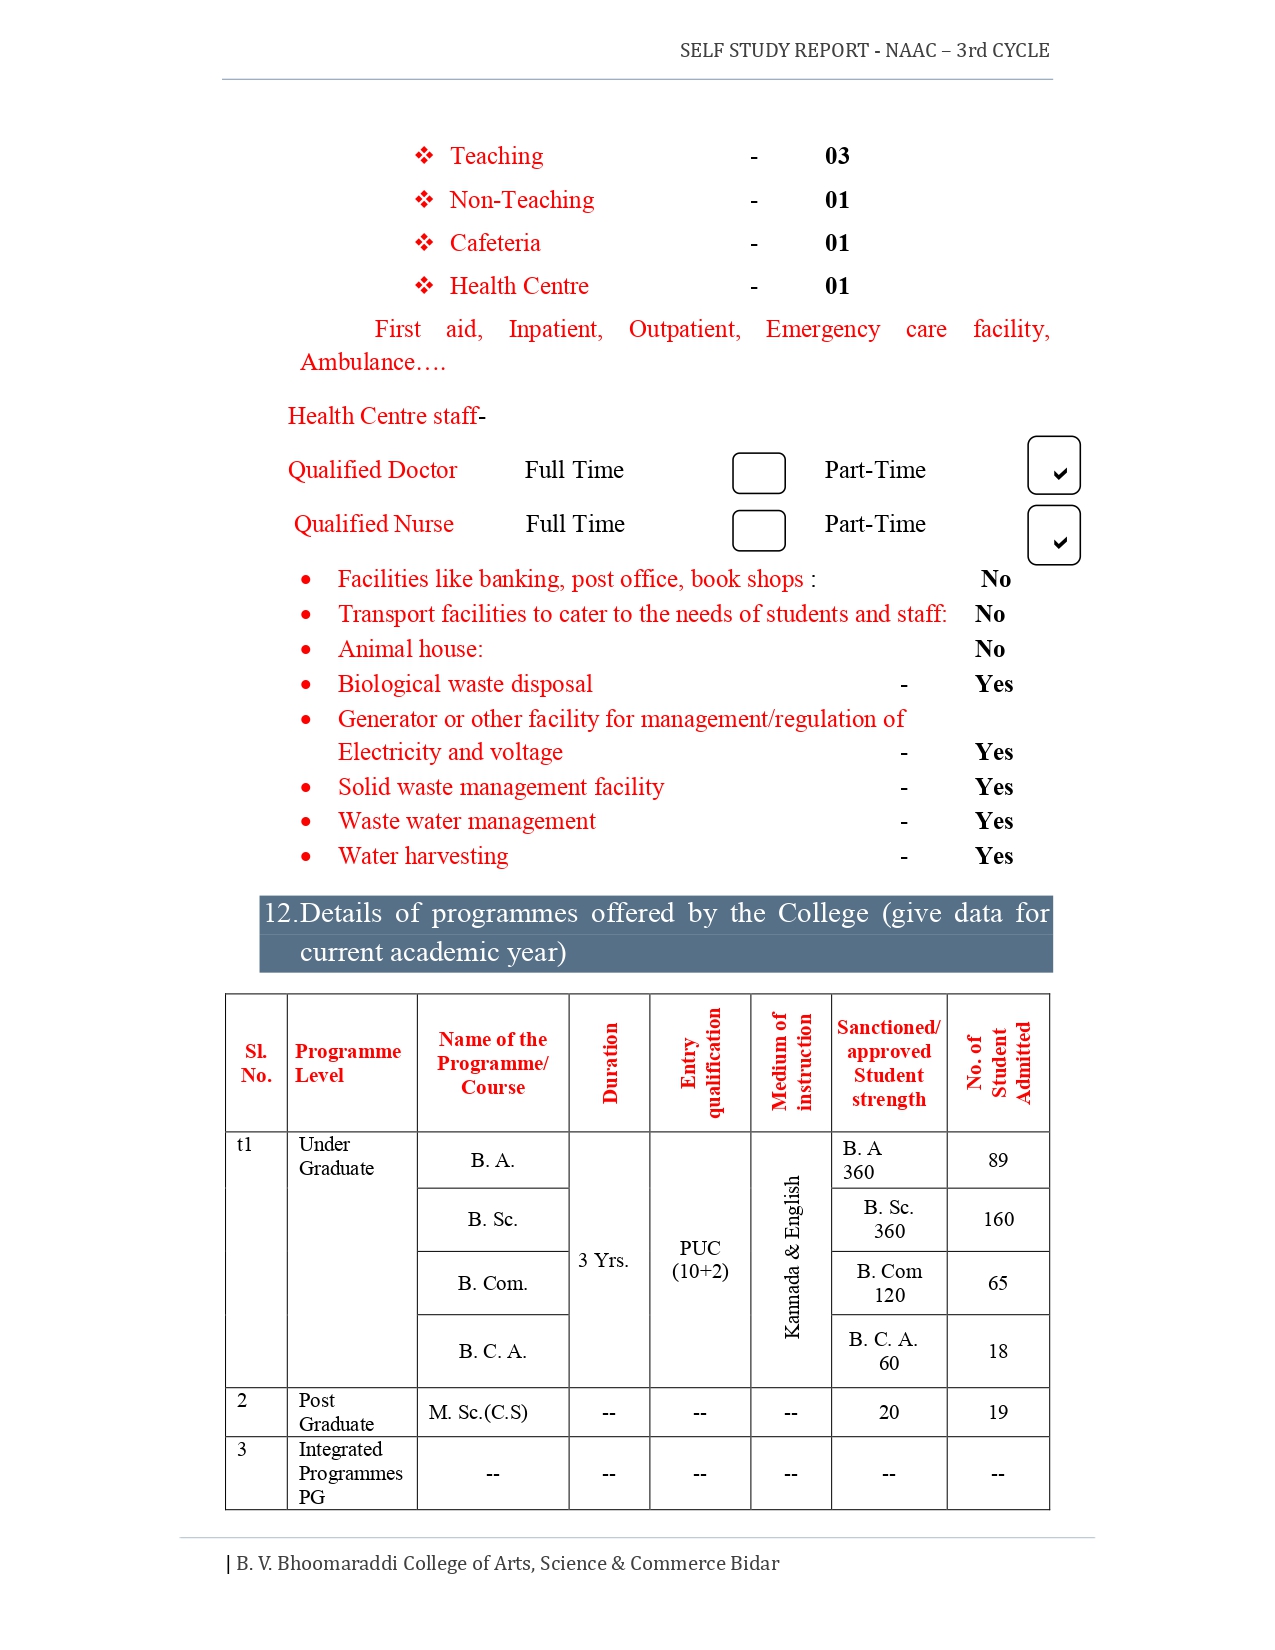 SELF STUDY REPORT - NAAC – 3rd CYCLE
❖ Teaching - 03
❖ Non-Teaching - 01
❖ Cafeteria - 01
❖ Health Centre - 01
First aid, Inpatient, Outpatient, Emergency care facility,
Ambulance….
Health Centre staff-
Qualified Doctor Full Time Part-Time ✔
Qualified Nurse Full Time Part-Time ✔
• Facilities like banking, post office, book shops : No
• Transport facilities to cater to the needs of students and staff: No
• Animal house: No
• Biological waste disposal - Yes
• Generator or other facility for management/regulation of
Electricity and voltage - Yes
• Solid waste management facility - Yes
• Waste water management - Yes
• Water harvesting - Yes
12.Details of programmes offered by the College (give data for
current academic year)
Sl.
No.
Programme
Level
Name of the
Programme/
Course
Duration
Entry
qualification
Medium of
instruction
Sanctioned/
approved
Student
strength
No. of
Student
Admitted
t1
Under
Graduate
B. A.
3 Yrs.
PUC
(10+2)
Kannada & English
B. A
360
89
B. Sc.
B. Sc.
360
160
B. Com.
B. Com
120
65
B. C. A.
B. C. A.
60
18
2
Post
Graduate
M. Sc.(C.S)
--
--
--
20
19
3
Integrated
Programmes
PG
--
--
--
--
--
--
| B. V. Bhoomaraddi College of Arts, Science & Commerce Bidar